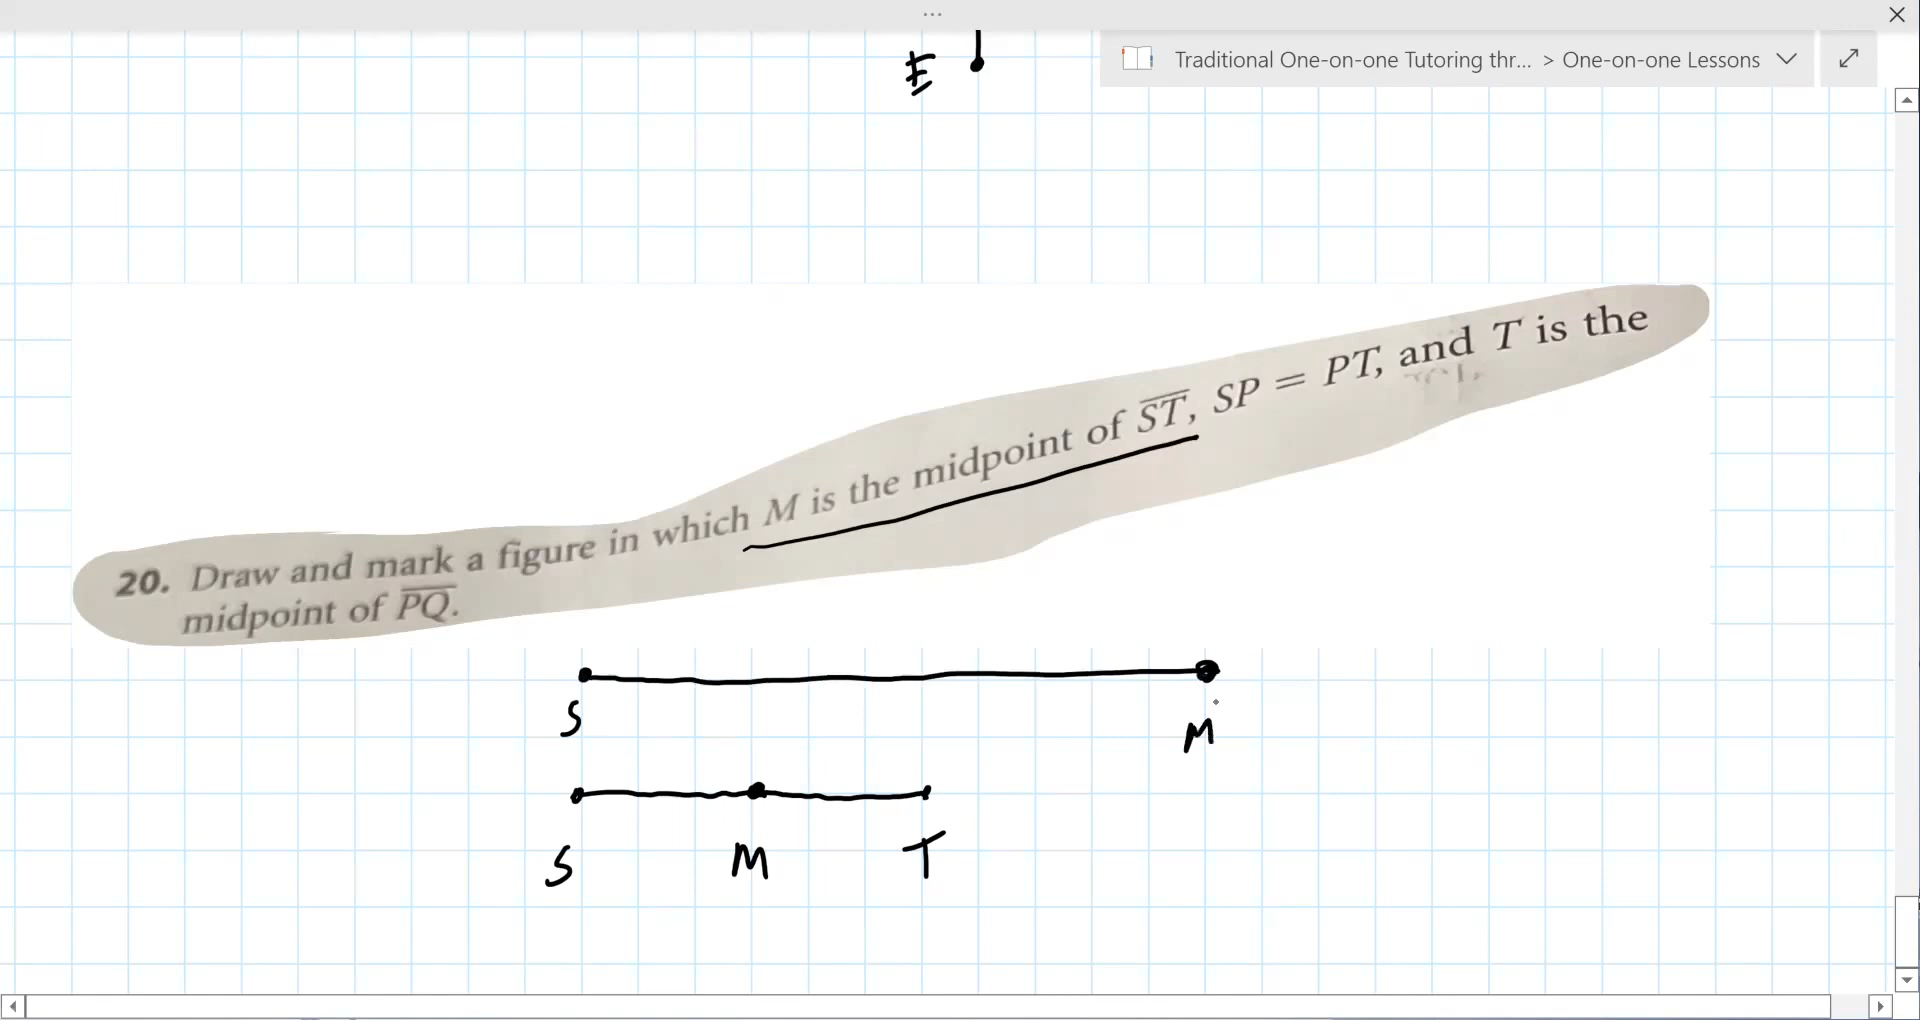 ...
E
Traditional One-on-one Tutoring thr... > One-on-one Lessons
20. Draw and mark a figure in which M is the midpoint of ST, SP = PT, and T is the
midpoint of PQ.
S M
S M T